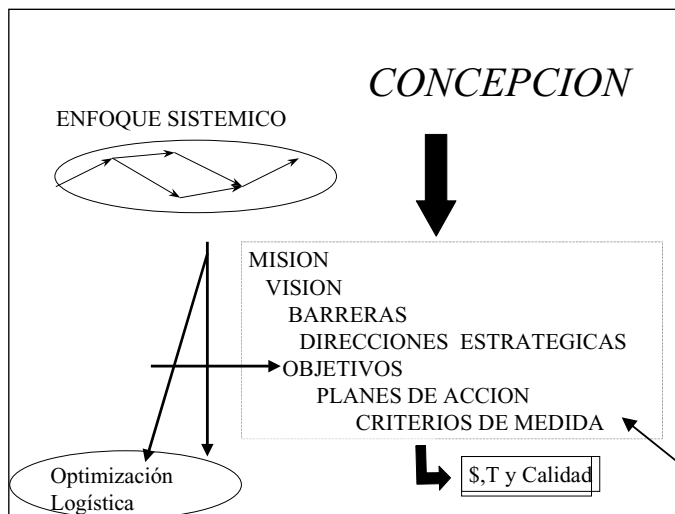 CONCEPCION
ENFOQUE SISTEMICO
MISION
VISION
BARRERAS
DIRECCIONES ESTRATEGICAS
OBJETIVOS
PLANES DE ACCION
CRITERIOS DE MEDIDA
Optimización
Logística
$,T y Calidad